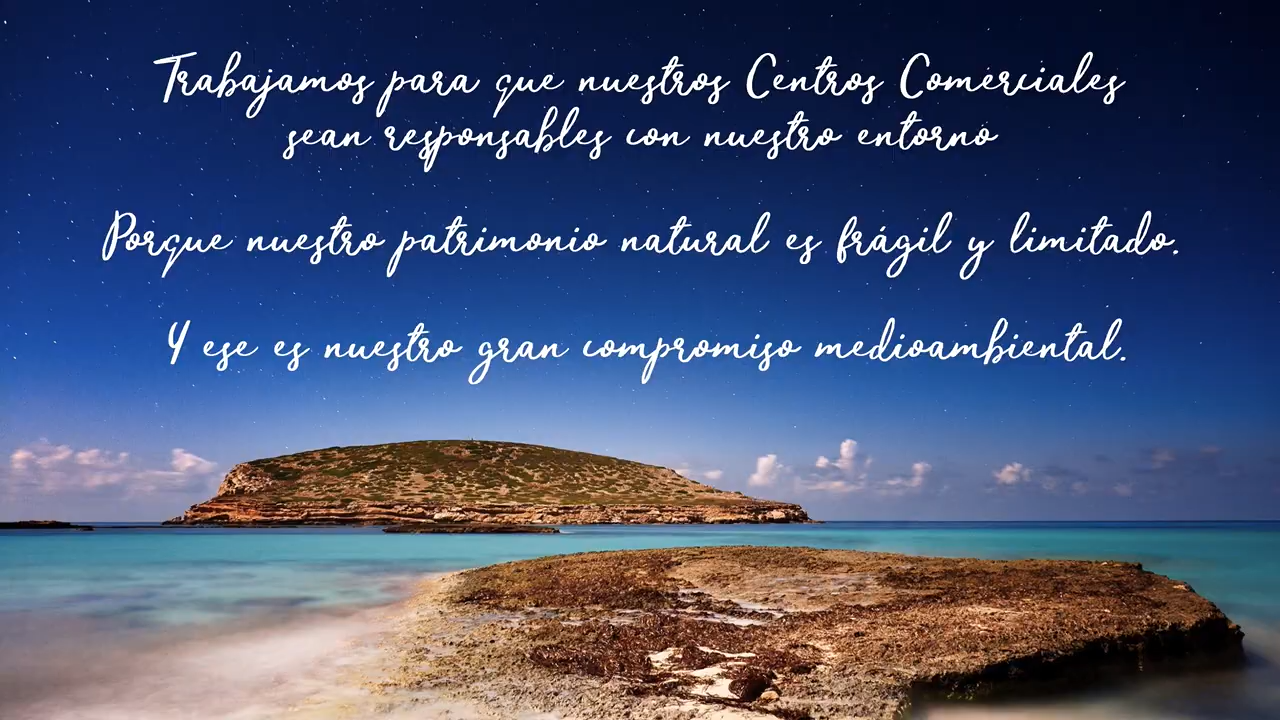 Trabajamos para que nuestros Centros Comerciales
sean responsables con nuestro entorno
Porque nuestro patrimonio natural es frágil y limitado.
Y ese es nuestro gran compromiso medioambiental.